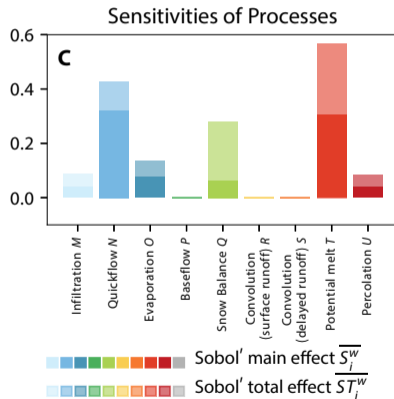 Sensitivities of Processes
C
0.6
0.4
0.2
0.0
Infiltration M
Quickflow N
Evaporation O
Baseflow P
Snow Balance Q
Convolution
(surface runoff) R
Convolution
(delayed runoff) S
Potential melt T
Percolation U
Sobol′ main effect S_i^w
Sobol′ total effect ST_i^w